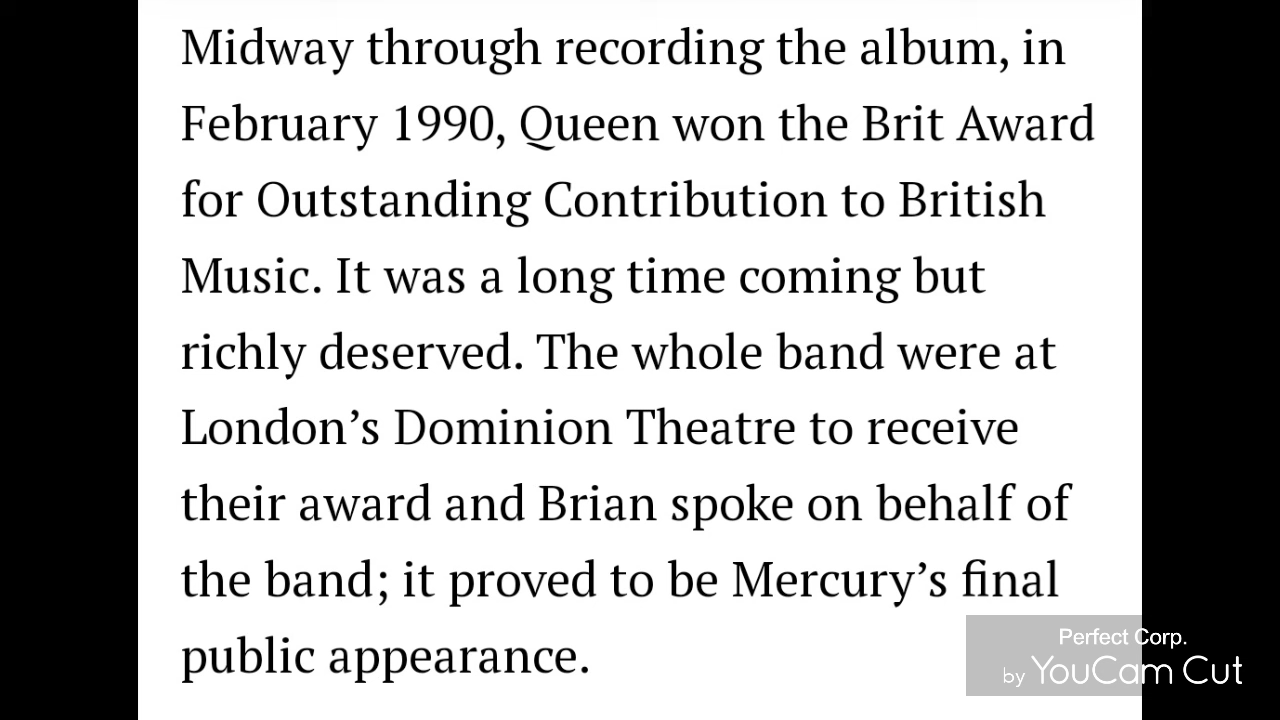 Midway through recording the album, in
February 1990, Queen won the Brit Award
for Outstanding Contribution to British
Music. It was a long time coming but
richly deserved. The whole band were at
London’s Dominion Theatre to receive
their award and Brian spoke on behalf of
the band; it proved to be Mercury’s final
public appearance.
Perfect Corp.
by YouCam Cut